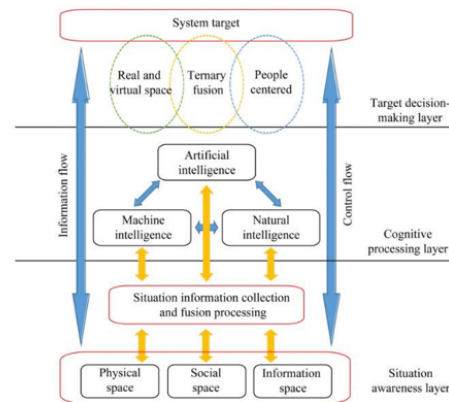 System target
Real and
virtual space
Ternary
fusion
People
centered
Target decision-
making layer
Artificial
intelligence
Information flow
Control flow
Machine
intelligence
Natural
intelligence
Cognitive
processing layer
Situation information collection
and fusion processing
Physical
space
Social
space
Information
space
Situation
awareness layer